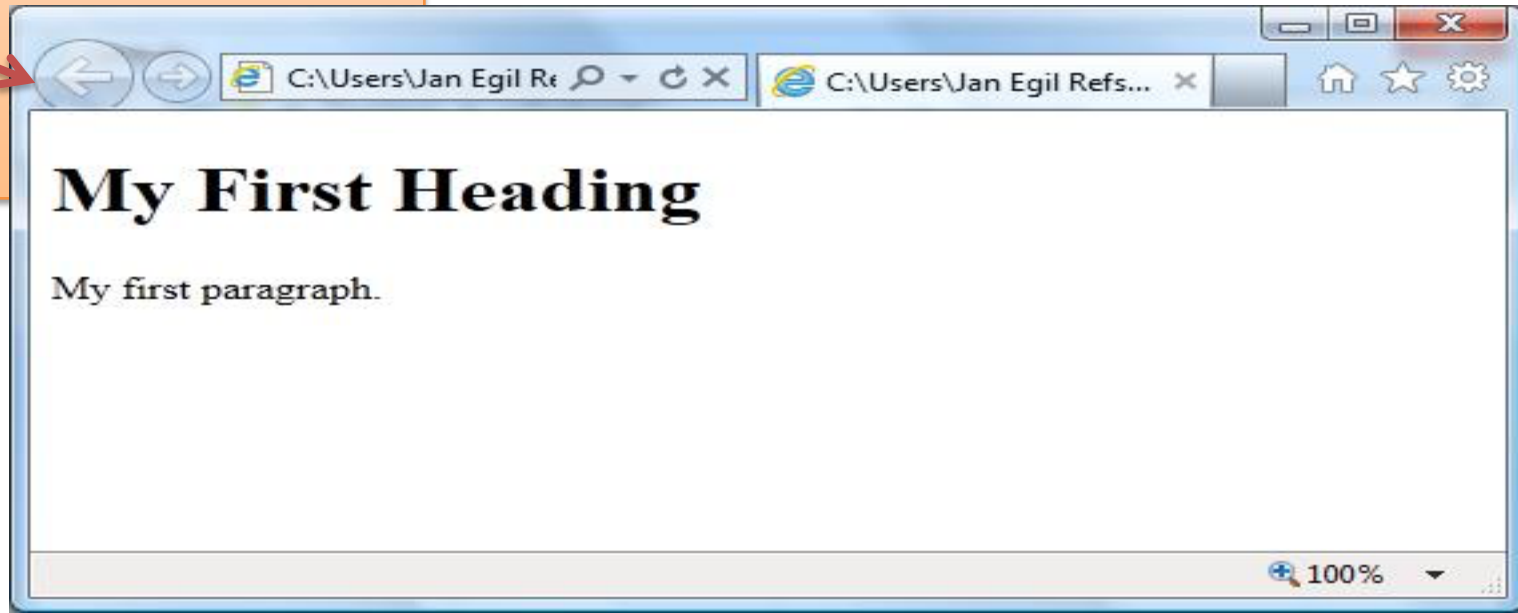 C:\Users\Jan Egil Re
C:\Users\Jan Egil Refs...
My First Heading
My first paragraph.
100%